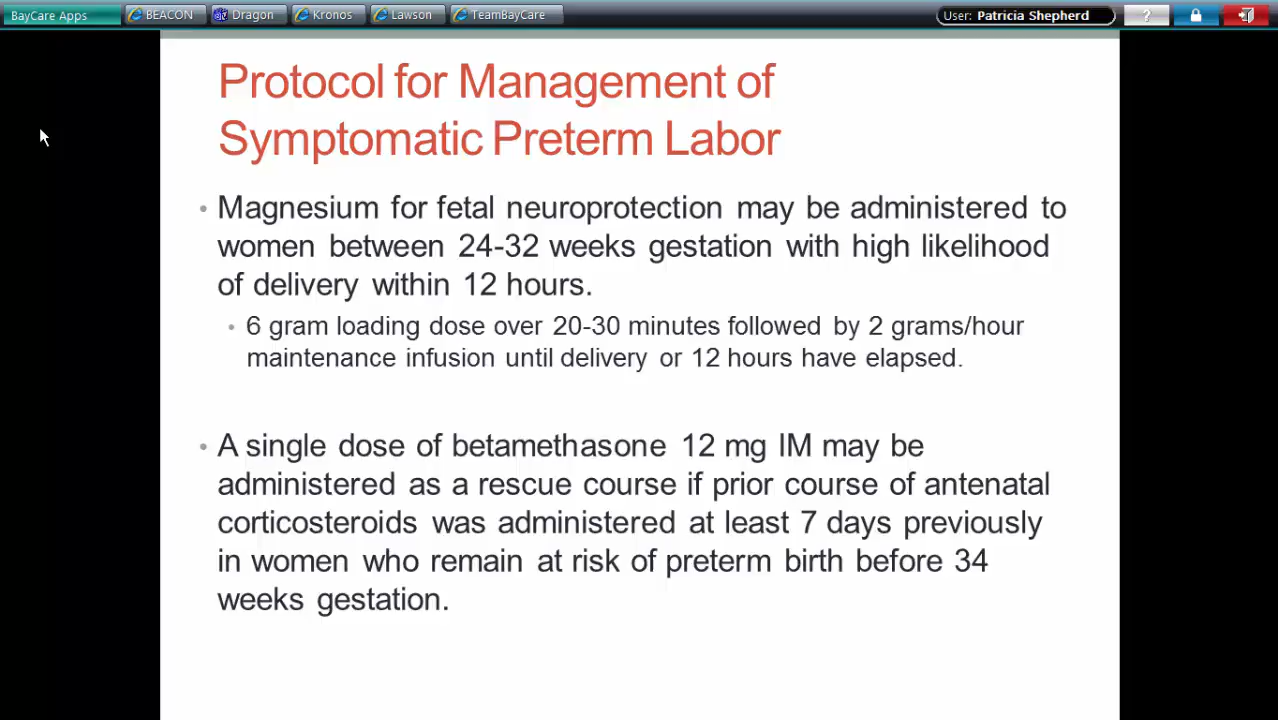 BayCare Apps BEACON Dragon Kronos Lawson TeamBayCare User: Patricia Shepherd ?
Protocol for Management of
Symptomatic Preterm Labor
• Magnesium for fetal neuroprotection may be administered to
women between 24-32 weeks gestation with high likelihood
of delivery within 12 hours.
• 6 gram loading dose over 20-30 minutes followed by 2 grams/hour
maintenance infusion until delivery or 12 hours have elapsed.
• A single dose of betamethasone 12 mg IM may be
administered as a rescue course if prior course of antenatal
corticosteroids was administered at least 7 days previously
in women who remain at risk of preterm birth before 34
weeks gestation.